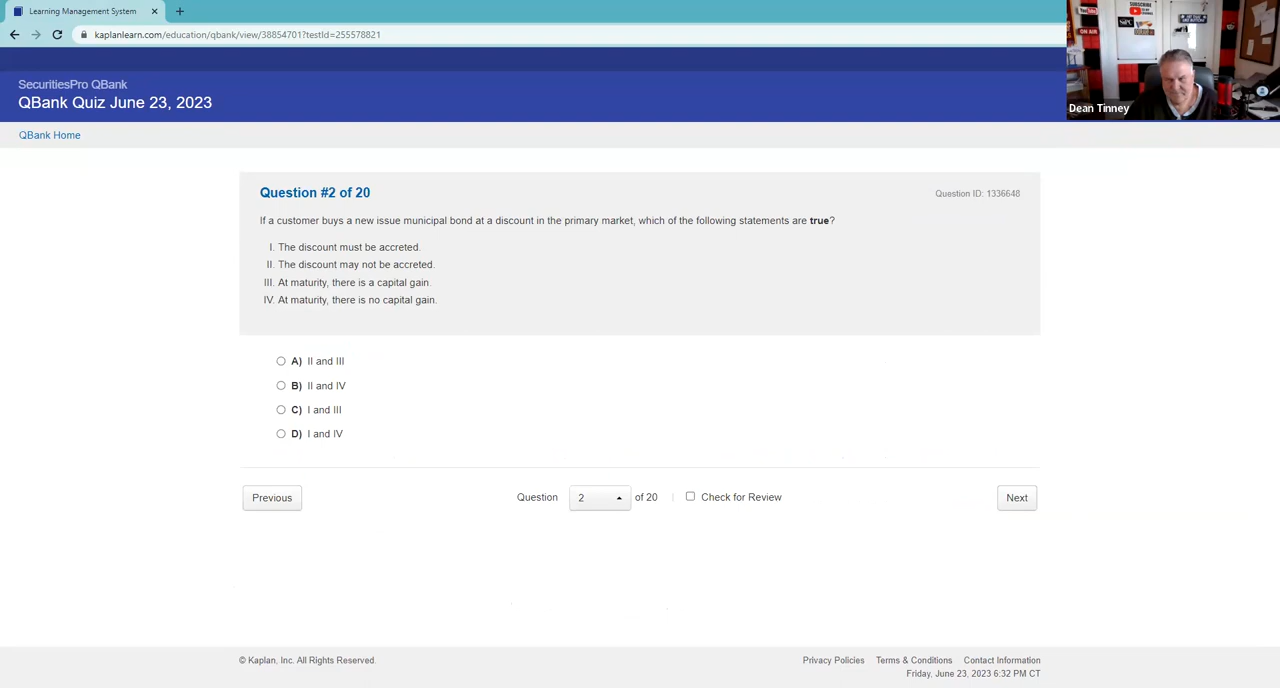 Learning Management System
kaplanlearn.com/education/qbank/view/38854701?testId=255578821
SUBSCRIBE
ON AIR
Dean Tinney
SecuritiesPro QBank
QBank Quiz June 23, 2023
QBank Home
Question #2 of 20
Question ID: 1336648
If a customer buys a new issue municipal bond at a discount in the primary market, which of the following statements are true?
I. The discount must be accreted.
II. The discount may not be accreted.
III. At maturity, there is a capital gain.
IV. At maturity, there is no capital gain.
A) II and III
B) II and IV
C) I and III
D) I and IV
Previous
Question 2 of 20 | Check for Review
Next
© Kaplan, Inc. All Rights Reserved.
Privacy Policies Terms & Conditions Contact Information
Friday, June 23, 2023 6:32 PM CT